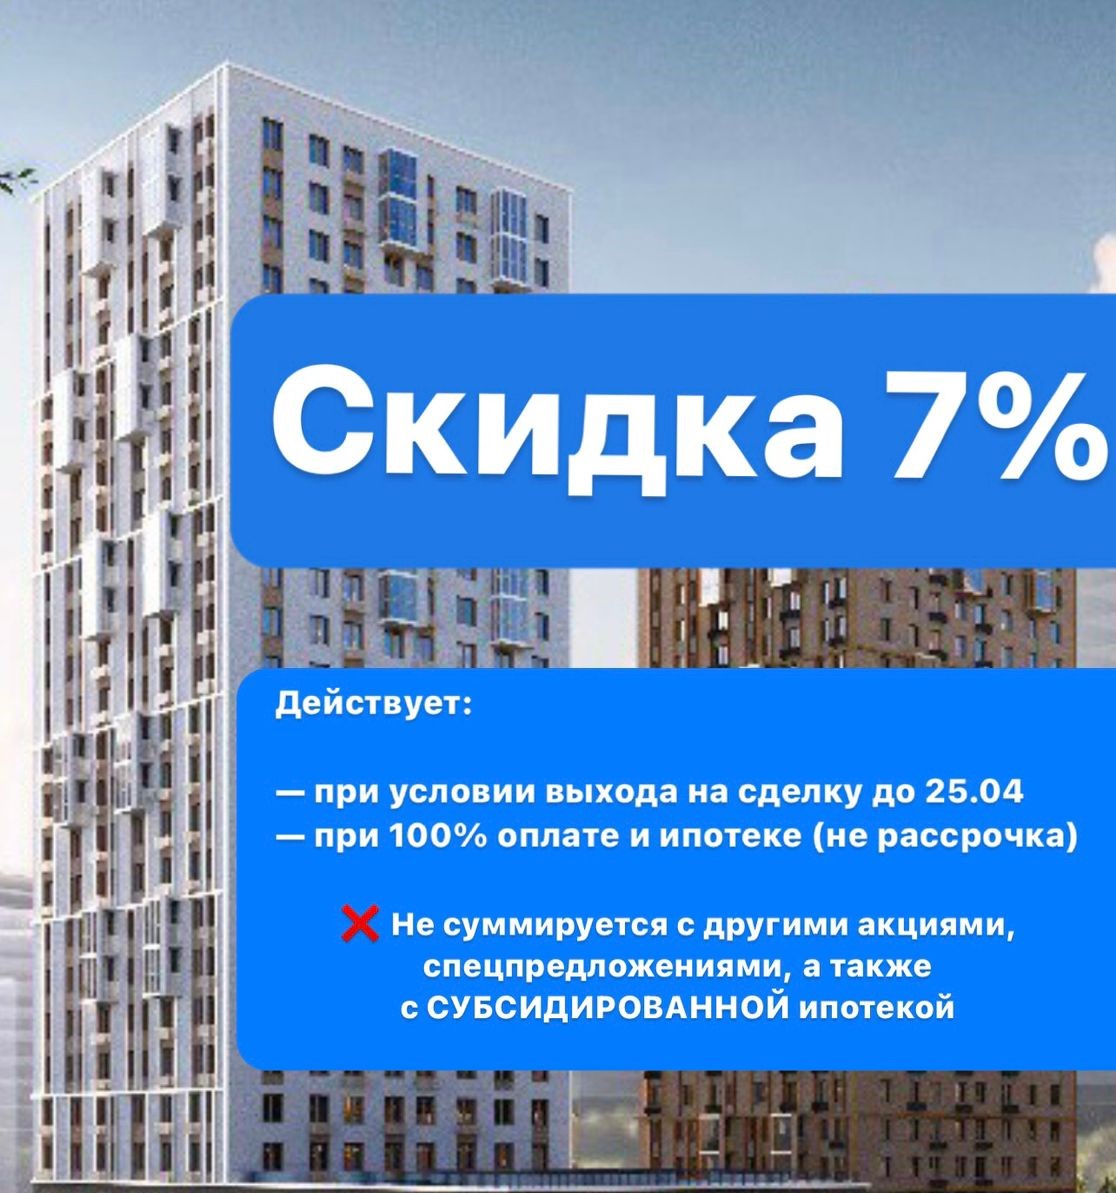 Скидка 7%
Действует:
— при условии выхода на сделку до 25.04
— при 100% оплате и ипотеке (не рассрочка)
❌ Не суммируется с другими акциями,
спецпредложениями, а также
с СУБСИДИРОВАННОЙ ипотекой